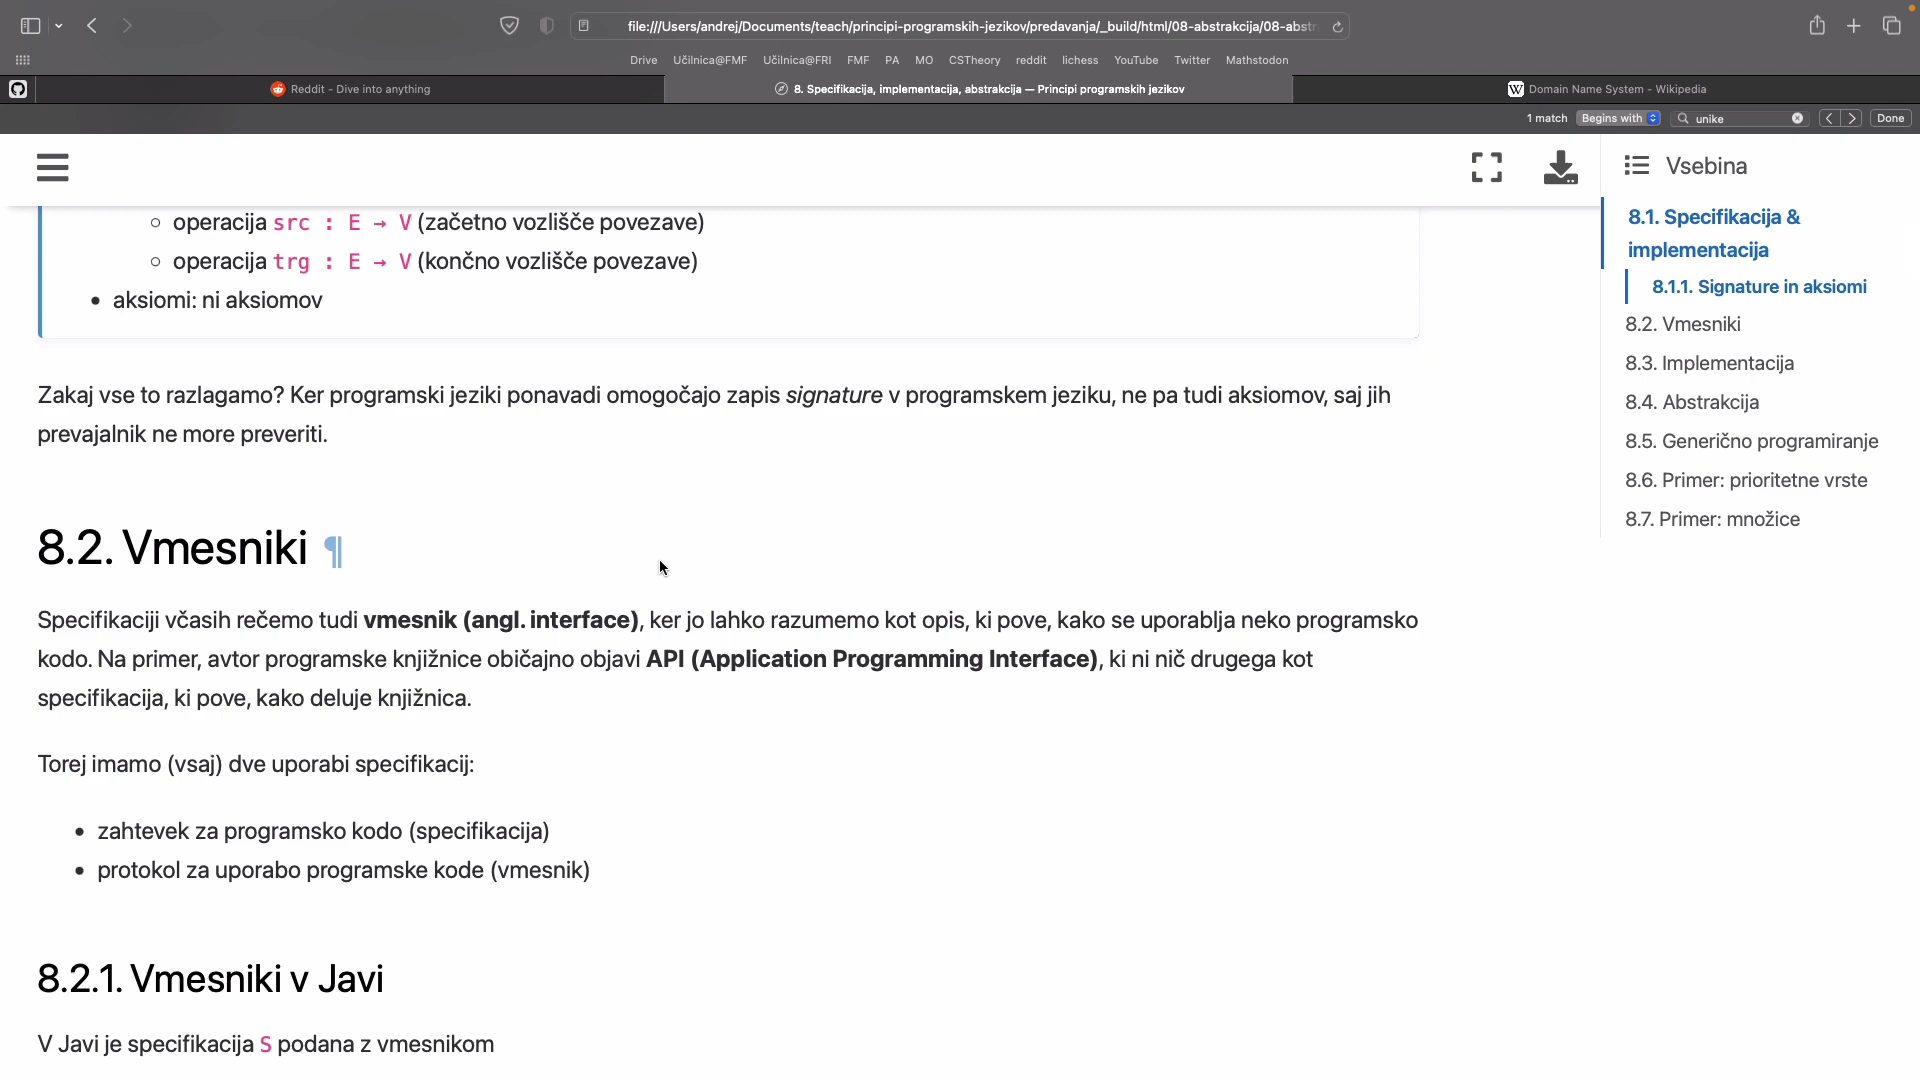 file:///Users/andrej/Documents/teach/principi-programskih-jezikov/predavanja/_build/html/08-abstrakcija/08-abstr
Drive Učilnica@FMF Učilnica@FRI FMF PA MO CSTheory reddit lichess YouTube Twitter Mathstodon
Reddit - Dive into anything
8. Specifikacija, implementacija, abstrakcija — Principi programskih jezikov
Domain Name System - Wikipedia
1 match Begins with unike Done
operacija src : E → V (začetno vozlišče povezave)
operacija trg : E → V (končno vozlišče povezave)
aksiomi: ni aksiomov
Zakaj vse to razlagamo? Ker programski jeziki ponavadi omogočajo zapis signature v programskem jeziku, ne pa tudi aksiomov, saj jih
prevajalnik ne more preveriti.
8.2. Vmesniki ¶
Specifikaciji včasih rečemo tudi vmesnik (angl. interface), ker jo lahko razumemo kot opis, ki pove, kako se uporablja neko programsko
kodo. Na primer, avtor programske knjižnice običajno objavi API (Application Programming Interface), ki ni nič drugega kot
specifikacija, ki pove, kako deluje knjižnica.
Torej imamo (vsaj) dve uporabi specifikacij:
zahtevek za programsko kodo (specifikacija)
protokol za uporabo programske kode (vmesnik)
8.2.1. Vmesniki v Javi
V Javi je specifikacija S podana z vmesnikom
Vsebina
8.1. Specifikacija &
implementacija
8.1.1. Signature in aksiomi
8.2. Vmesniki
8.3. Implementacija
8.4. Abstrakcija
8.5. Generično programiranje
8.6. Primer: prioritetne vrste
8.7. Primer: množice